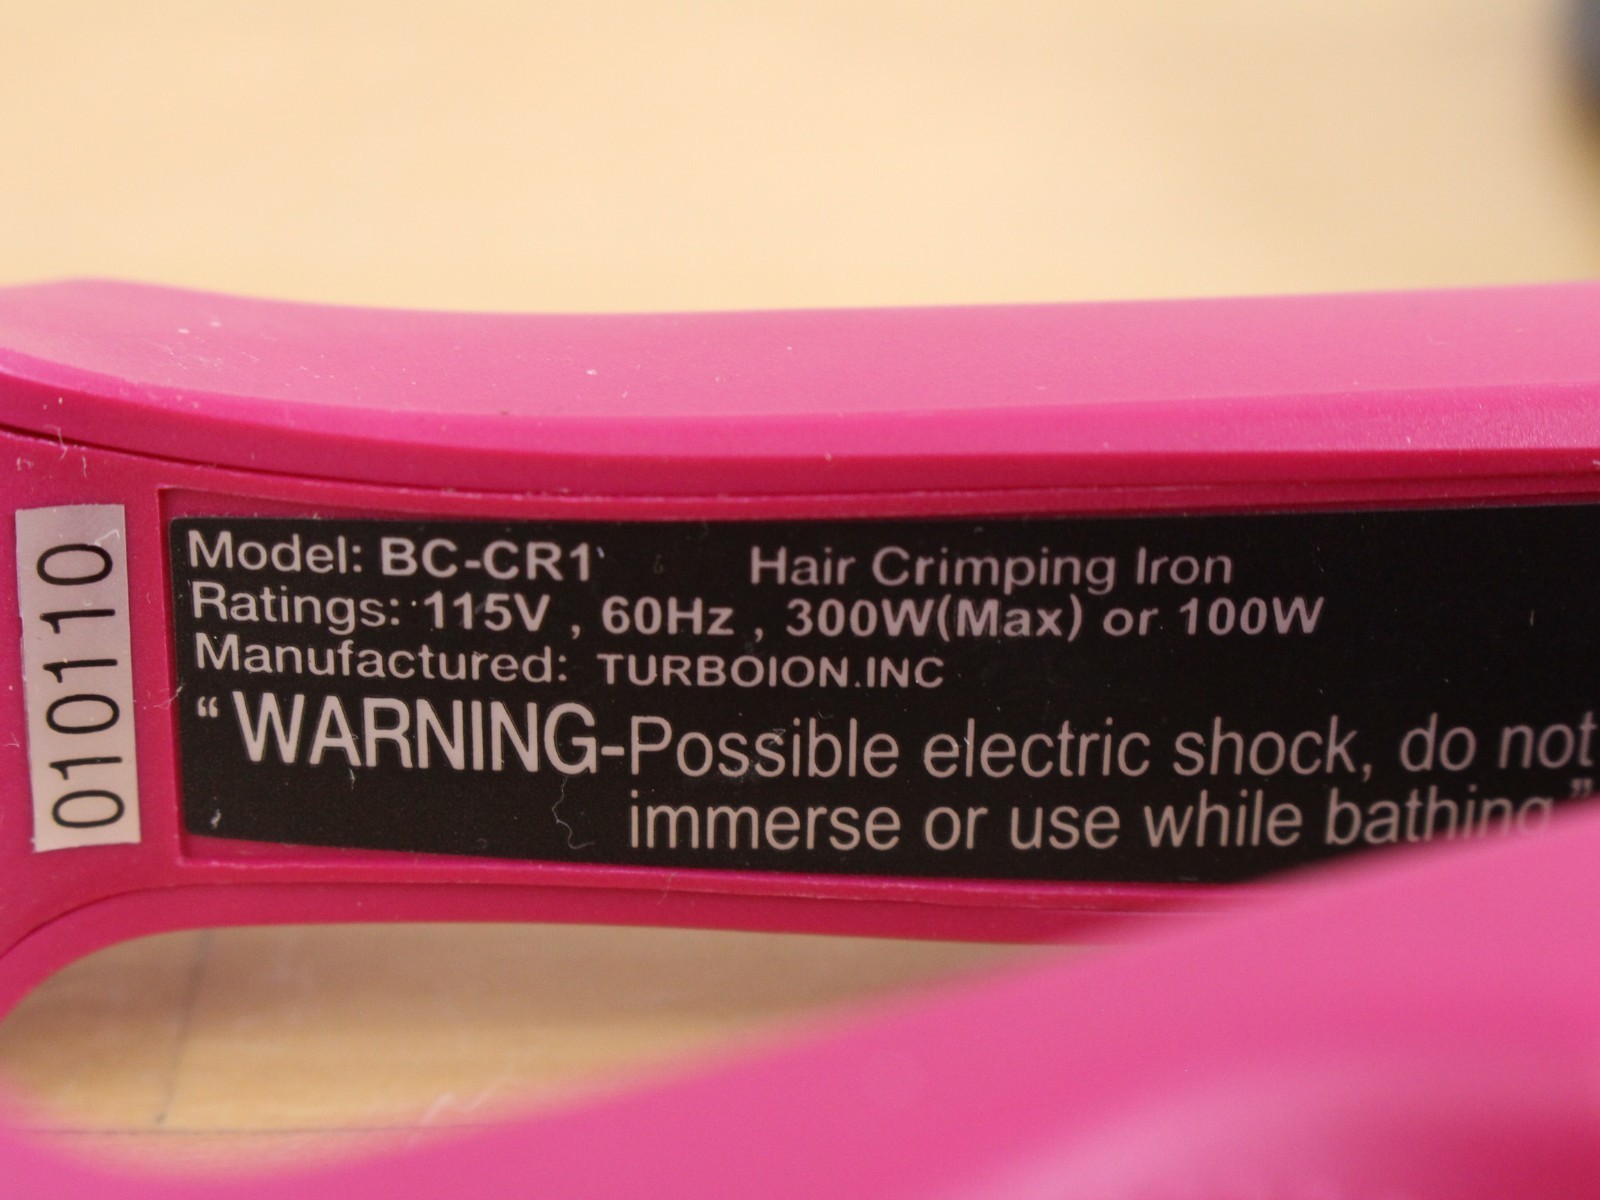 010110
Model: BC-CR1 Hair Crimping Iron
Ratings: 115V , 60Hz , 300W(Max) or 100W
Manufactured: TURBOION.INC
“WARNING-Possible electric shock, do not
immerse or use while bathing.”